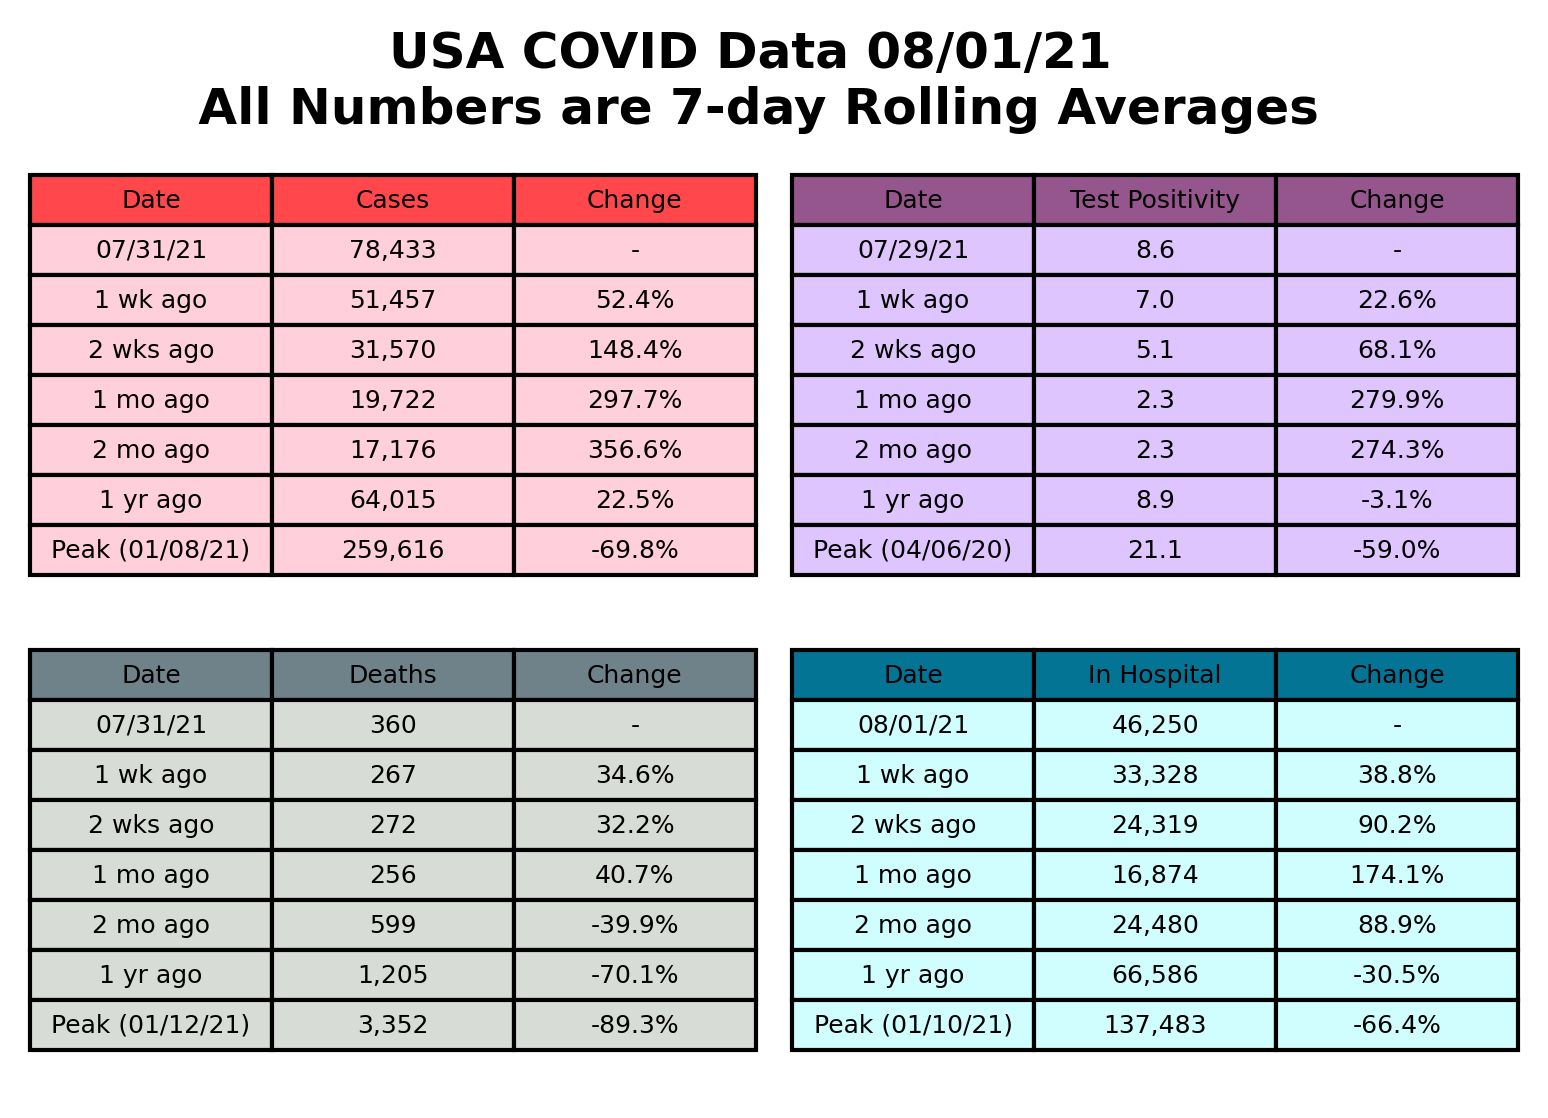 USA COVID Data 08/01/21
All Numbers are 7-day Rolling Averages
Date Cases Change
07/31/21 78,433 -
1 wk ago 51,457 52.4%
2 wks ago 31,570 148.4%
1 mo ago 19,722 297.7%
2 mo ago 17,176 356.6%
1 yr ago 64,015 22.5%
Peak (01/08/21) 259,616 -69.8%
Date Test Positivity Change
07/29/21 8.6 -
1 wk ago 7.0 22.6%
2 wks ago 5.1 68.1%
1 mo ago 2.3 279.9%
2 mo ago 2.3 274.3%
1 yr ago 8.9 -3.1%
Peak (04/06/20) 21.1 -59.0%
Date Deaths Change
07/31/21 360 -
1 wk ago 267 34.6%
2 wks ago 272 32.2%
1 mo ago 256 40.7%
2 mo ago 599 -39.9%
1 yr ago 1,205 -70.1%
Peak (01/12/21) 3,352 -89.3%
Date In Hospital Change
08/01/21 46,250 -
1 wk ago 33,328 38.8%
2 wks ago 24,319 90.2%
1 mo ago 16,874 174.1%
2 mo ago 24,480 88.9%
1 yr ago 66,586 -30.5%
Peak (01/10/21) 137,483 -66.4%